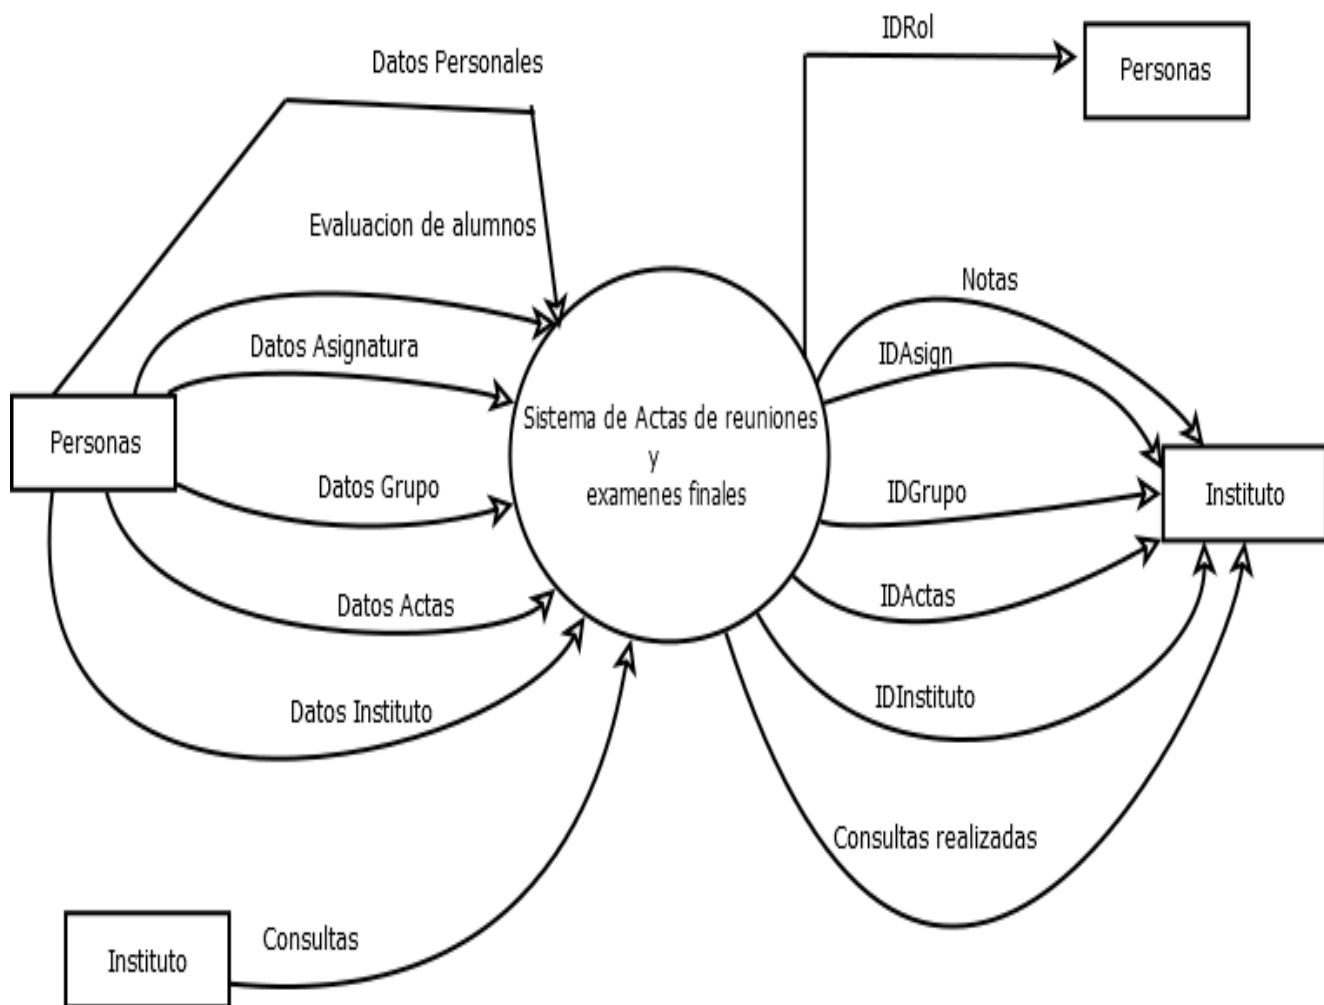 IDRol
Datos Personales
Personas
Evaluacion de alumnos
Notas
Datos Asignatura
IDAsign
Sistema de Actas de reuniones
y
examenes finales
Personas
Datos Grupo
IDGrupo
Instituto
Datos Actas
IDActas
Datos Instituto
IDInstituto
Consultas realizadas
Consultas
Instituto